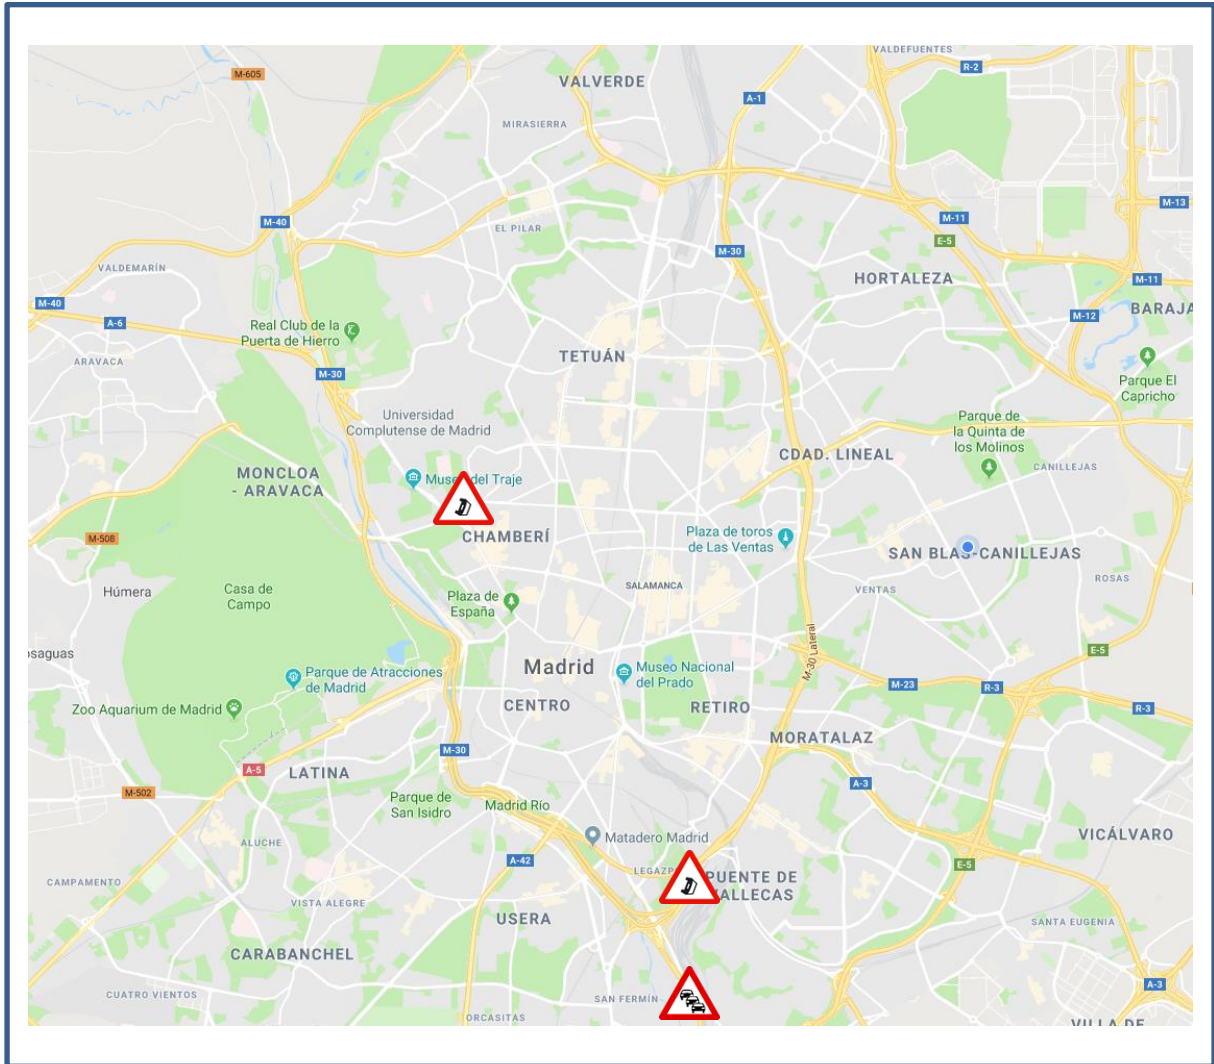 VALDEFUENTES
R-2
M-605
VALVERDE
A-1
MIRASIERRA
M-13
M-11
M-40
EL PILAR
E-5
M-30
VALDEMARÍN
HORTALEZA
M-11
M-40
M-12
BARAJA
A-6
Real Club de la
Puerta de Hierro
TETUÁN
ARAVACA
M-30
Parque El
Capricho
Universidad
Complutense de Madrid
Parque de
la Quinta de
los Molinos
CDAD. LINEAL
CANILLEJAS
MONCLOA
- ARAVACA
Museo del Traje
M-508
CHAMBERÍ
Plaza de toros
de Las Ventas
SAN BLAS-CANILLEJAS
ROSAS
Húmera
Casa de
Campo
SALAMANCA
VENTAS
Plaza de
España
M-30 Lateral
osaguas
E-5
Madrid
Museo Nacional
del Prado
Parque de Atracciones
de Madrid
M-23
R-3
Zoo Aquarium de Madrid
CENTRO
RETIRO
R-3
MORATALAZ
M-30
A-5
LATINA
A-3
M-502
Parque de
San Isidro
Madrid Río
Matadero Madrid
VICÁLVARO
ALUCHE
A-42
E-5
LEGAZP
PUENTE DE
VALLECAS
CAMPAMENTO
VISTA ALEGRE
USERA
SANTA EUGENIA
CARABANCHEL
A-3
CUATRO VIENTOS
SAN FERMÍN
ORCASITAS
VILLA DE